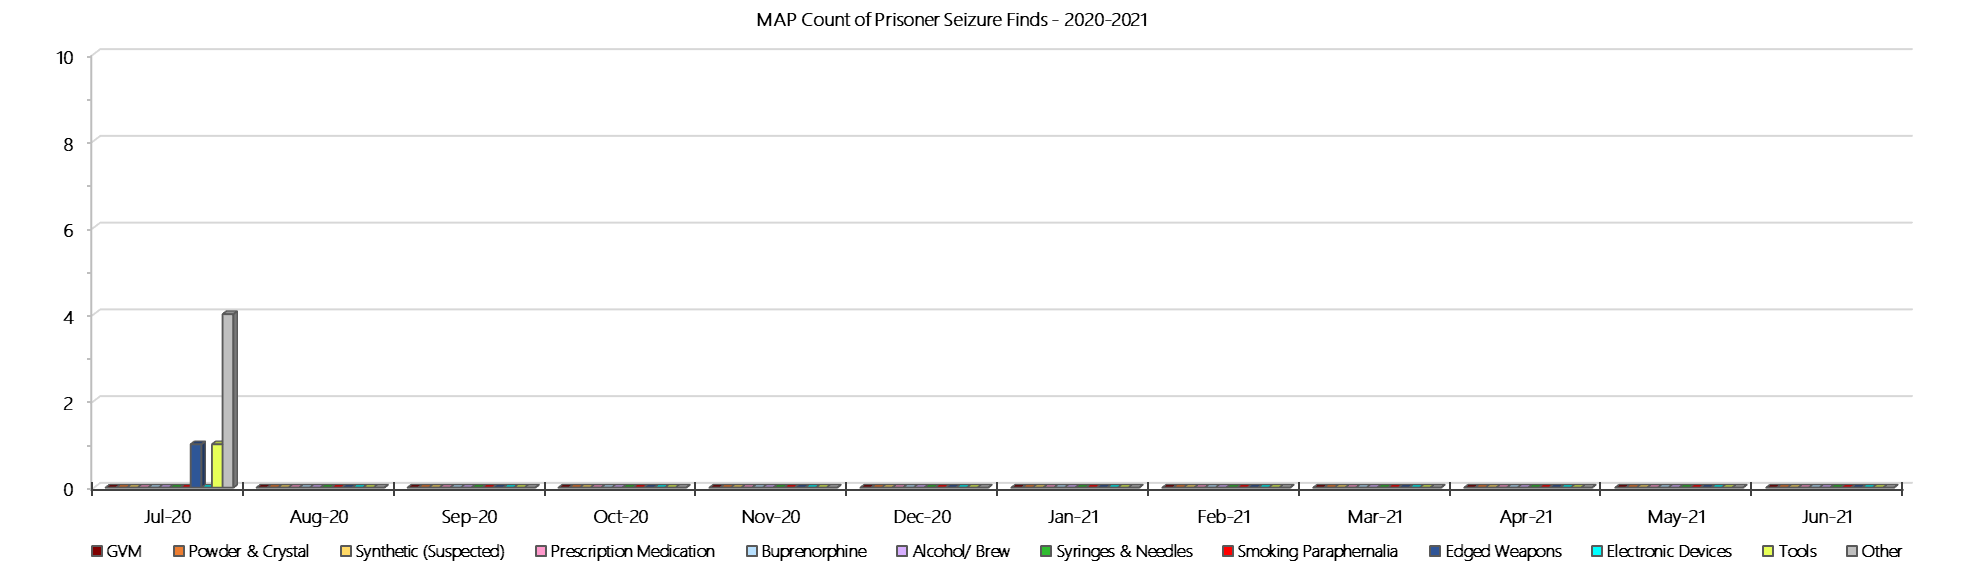 MAP Count of Prisoner Seizure Finds - 2020-2021
10
8
6
4
2
0
Jul-20 Aug-20 Sep-20 Oct-20 Nov-20 Dec-20 Jan-21 Feb-21 Mar-21 Apr-21 May-21 Jun-21
GVM Powder & Crystal Synthetic (Suspected) Prescription Medication Buprenorphine Alcohol/ Brew Syringes & Needles Smoking Paraphernalia Edged Weapons Electronic Devices Tools Other